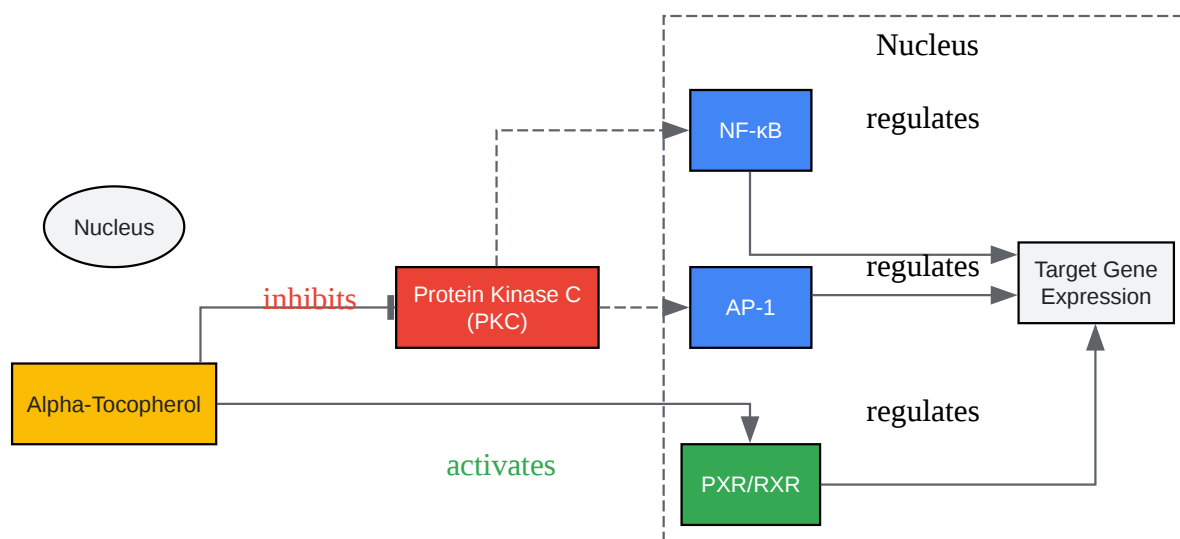 Nucleus
regulates
NF-κB
Nucleus
regulates
Target Gene
Expression
inhibits
Protein Kinase C
(PKC)
AP-1
Alpha-Tocopherol
regulates
activates
PXR/RXR